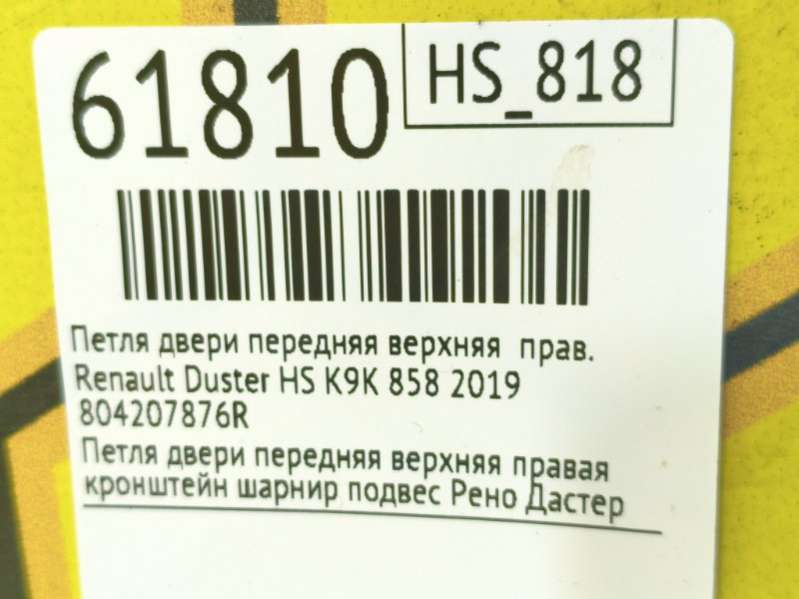 61810
HS_818
Петля двери передняя верхняя прав.
Renault Duster HS K9K 858 2019
804207876R
Петля двери передняя верхняя правая
кронштейн шарнир подвес Рено Дастер